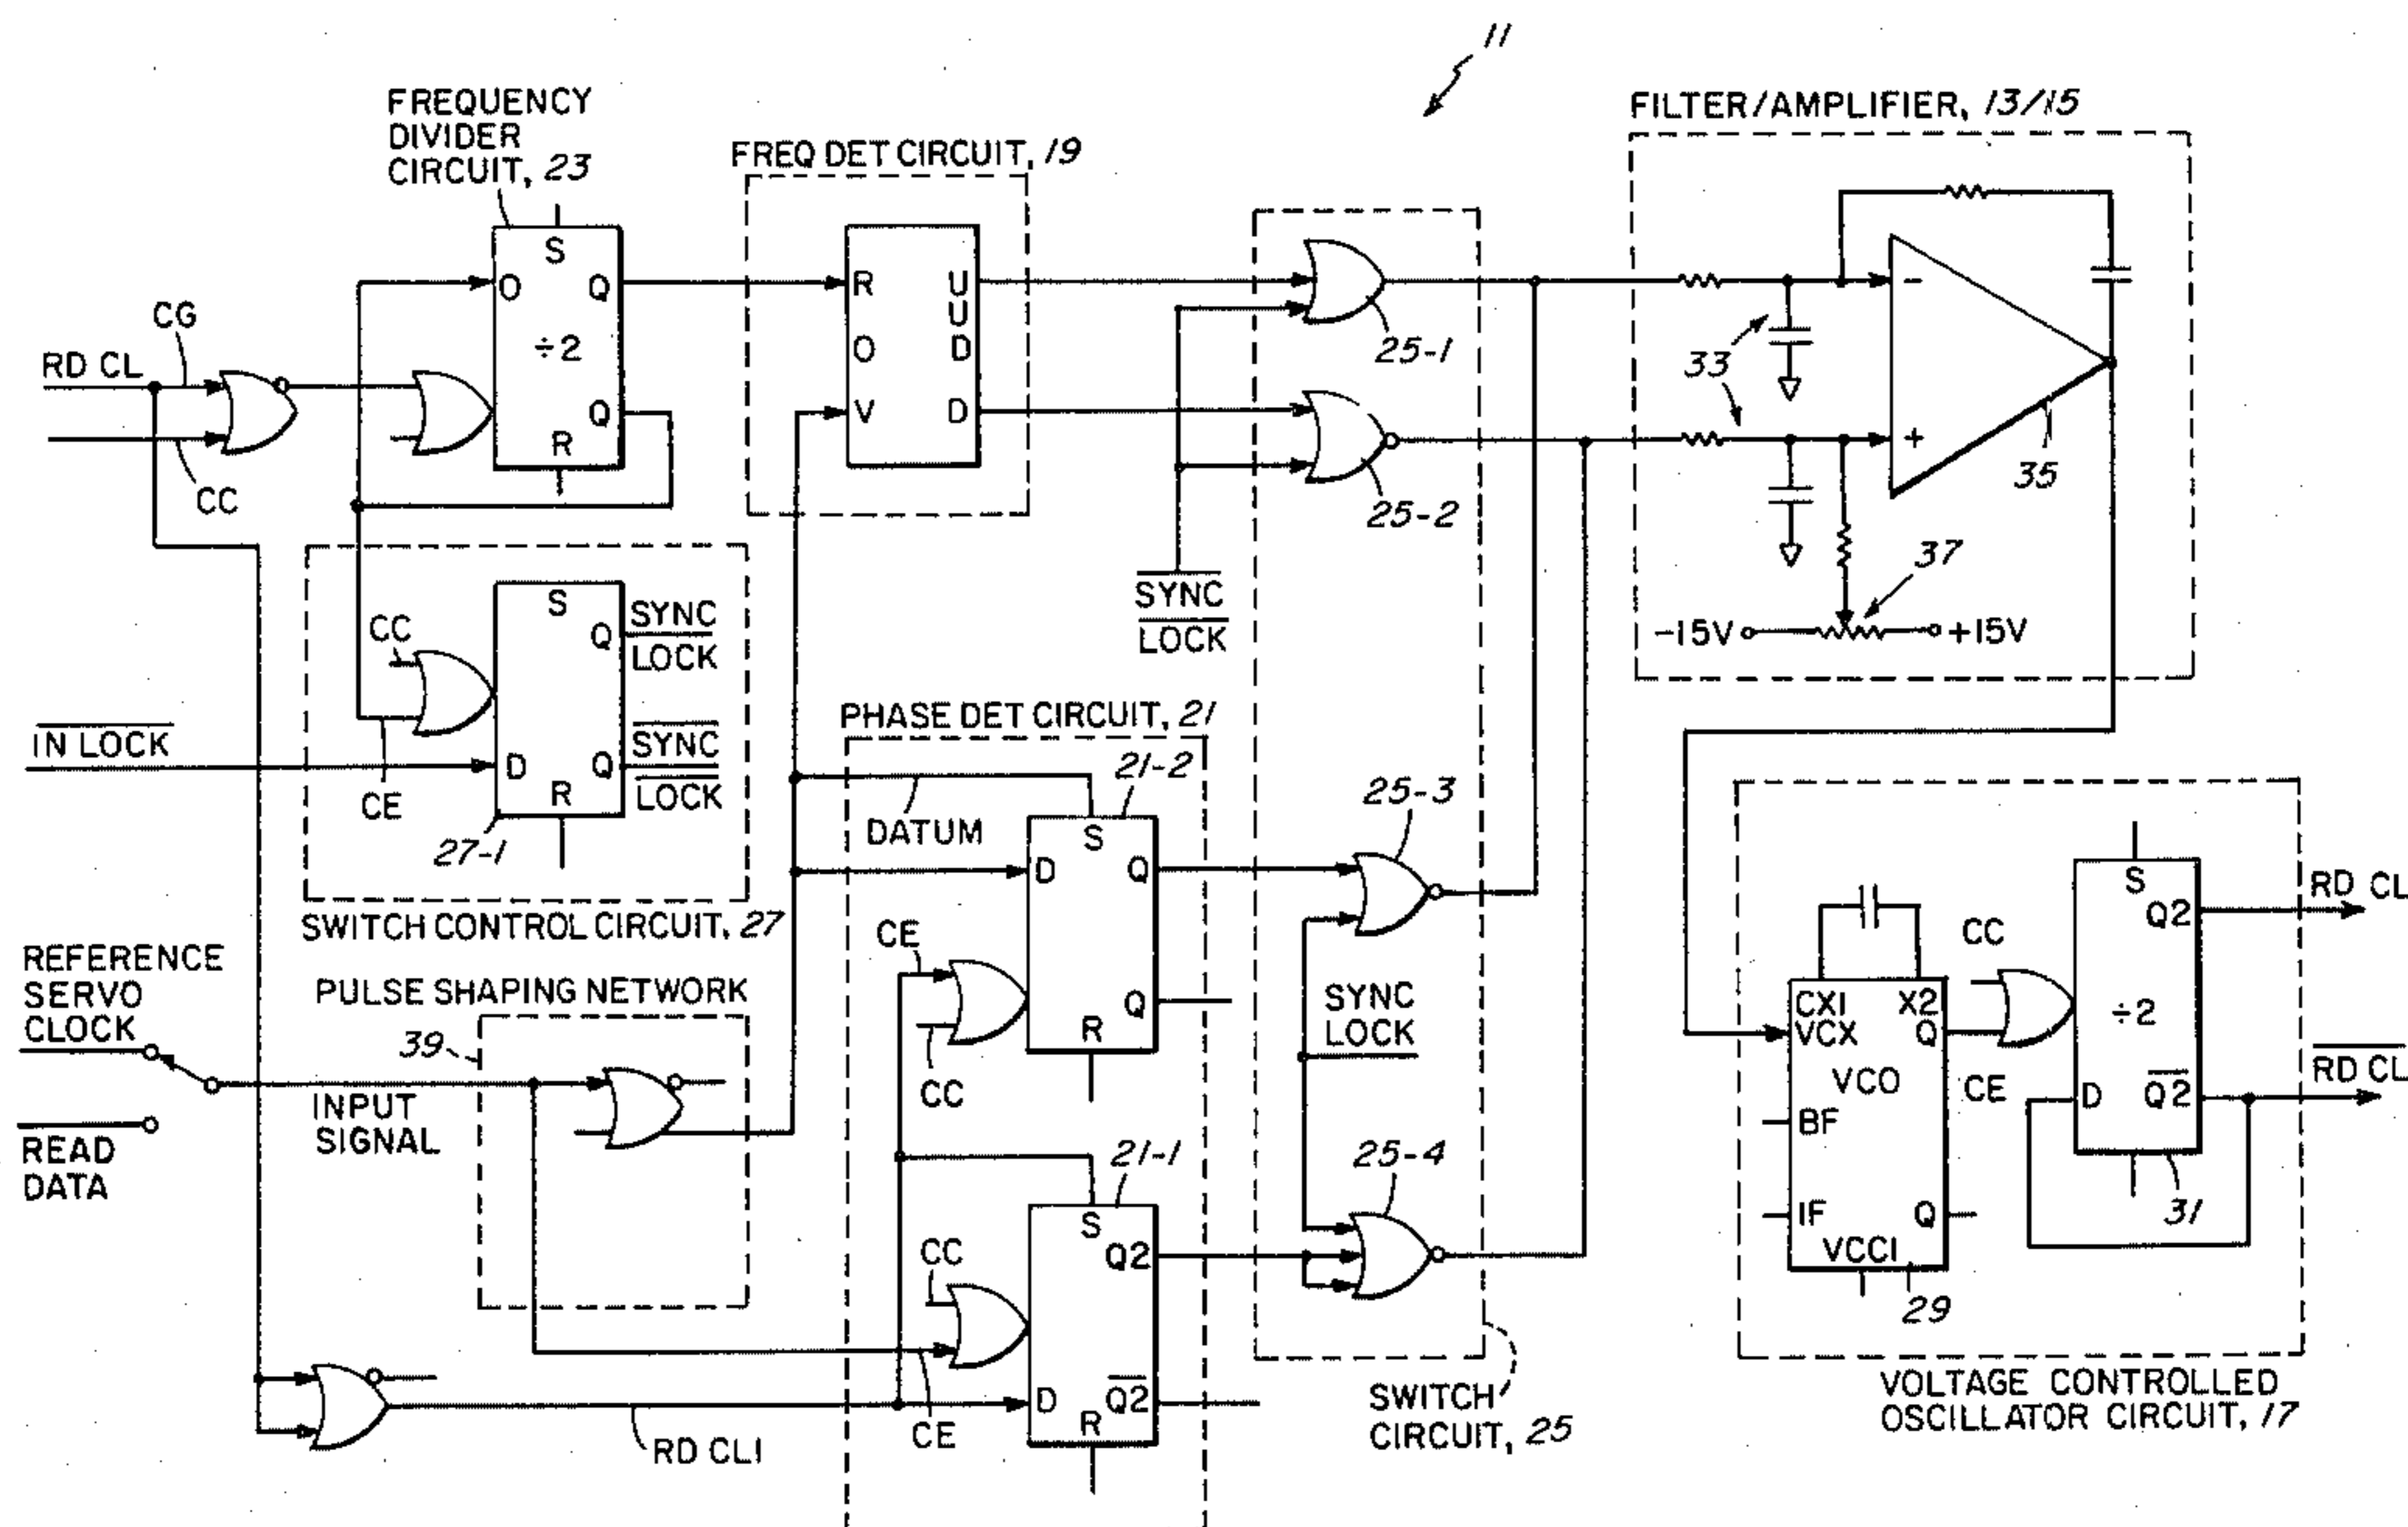 11
FREQUENCY
DIVIDER
CIRCUIT, 23
FREQ DET CIRCUIT, 19
FILTER/AMPLIFIER, 13/15
S
O
Q
÷2
Q
R
CG
RD CL
CC
R
O
V
U
U
D
D
25-1
25-2
SYNC
LOCK
33
-
+
35
37
-15V
+15V
CC
S
Q
SYNC
LOCK
IN LOCK
D
R
Q
SYNC
LOCK
CE
27-1
SWITCH CONTROL CIRCUIT, 27
PHASE DET CIRCUIT, 21
21-2
DATUM
S
D
Q
CE
Q
R
CC
25-3
SYNC
LOCK
REFERENCE
SERVO
CLOCK
PULSE SHAPING NETWORK
39
INPUT
SIGNAL
READ
DATA
21-1
S
CC
Q2
D
Q2
R
CE
RD CL1
25-4
SWITCH
CIRCUIT, 25
CX1
X2
VCX
Q
VCO
BF
IF
Q
VCC1
29
CC
CE
S
Q2
÷2
D
Q2
31
RD CL
RD CL
VOLTAGE CONTROLLED
OSCILLATOR CIRCUIT, 17